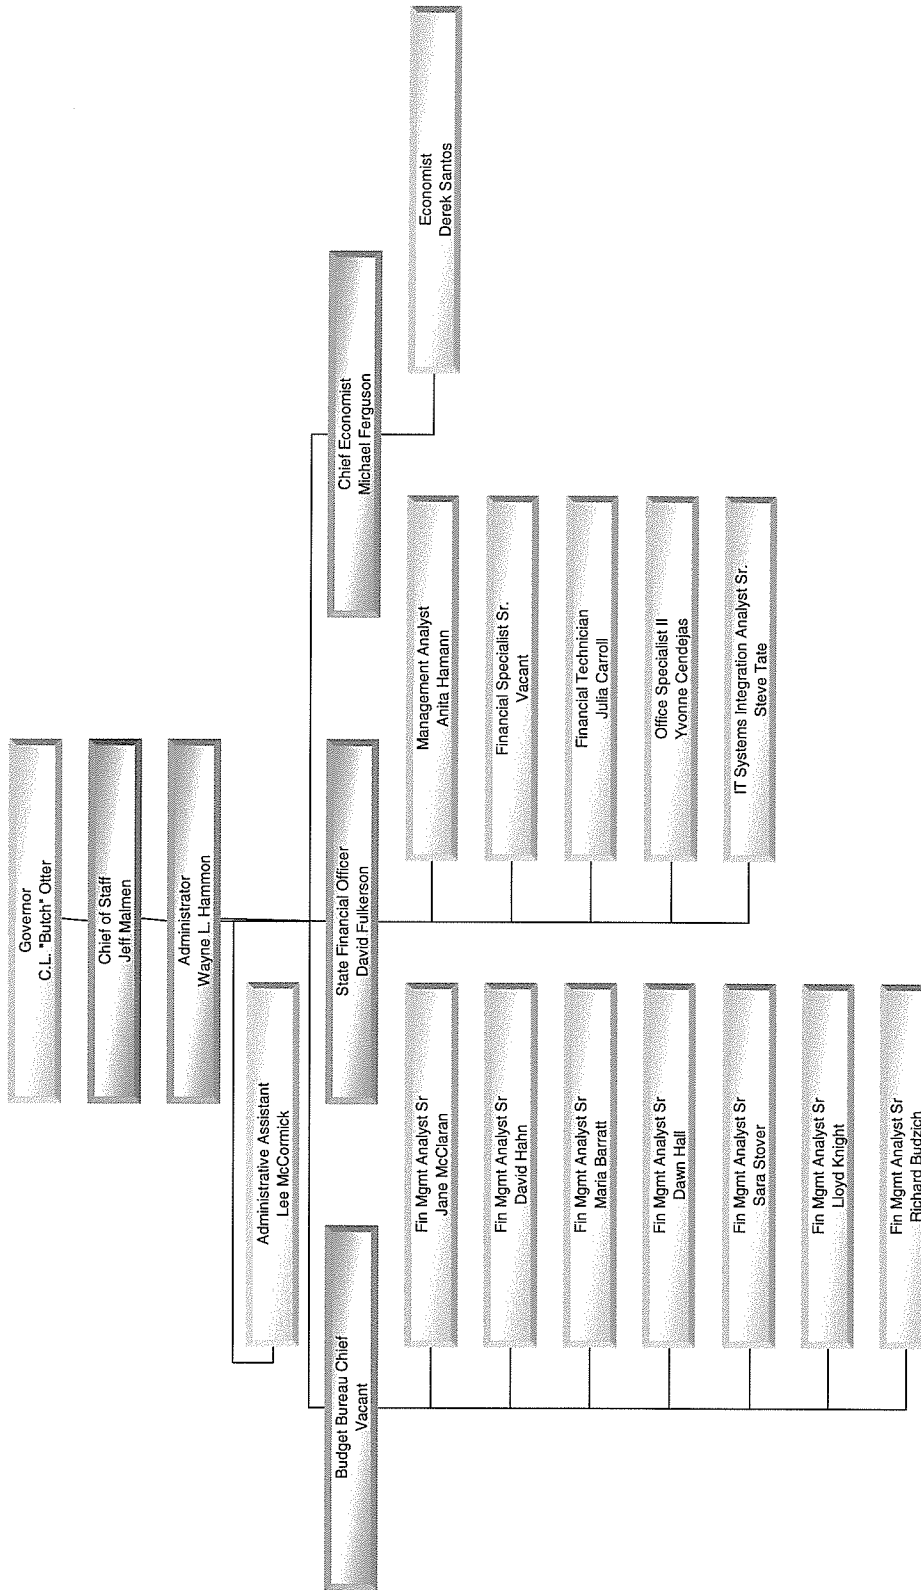 Governor
C.L. "Butch" Otter
Chief of Staff
Jeff Malmen
Administrator
Wayne L. Hammon
Administrative Assistant
Lee McCormick
Budget Bureau Chief
Vacant
Fin Mgmt Analyst Sr
Jane McClaran
Fin Mgmt Analyst Sr
David Hahn
Fin Mgmt Analyst Sr
Maria Barratt
Fin Mgmt Analyst Sr
Dawn Hall
Fin Mgmt Analyst Sr
Sara Stover
Fin Mgmt Analyst Sr
Lloyd Knight
Fin Mgmt Analyst Sr
Richard Budzich
State Financial Officer
David Fulkerson
Management Analyst
Anita Hamann
Financial Specialist Sr.
Vacant
Financial Technician
Julia Carroll
Office Specialist II
Yvonne Cendejas
IT Systems Integration Analyst Sr.
Steve Tate
Chief Economist
Michael Ferguson
Economist
Derek Santos